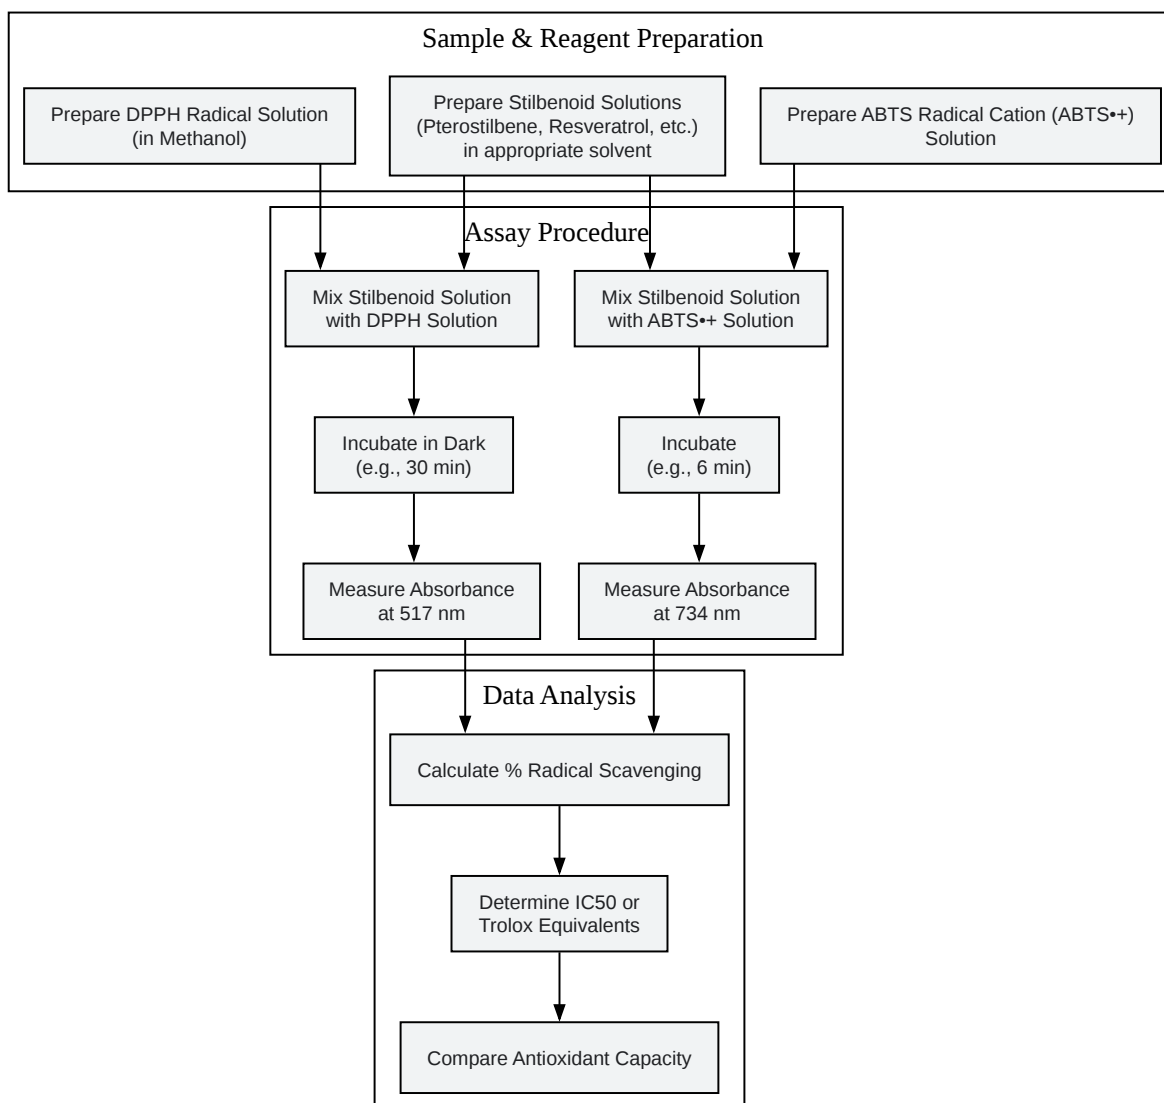 Sample & Reagent Preparation
Prepare DPPH Radical Solution
(in Methanol)
Prepare Stilbenoid Solutions
(Pterostilbene, Resveratrol, etc.)
in appropriate solvent
Prepare ABTS Radical Cation (ABTS•+)
Solution
Assay Procedure
Mix Stilbenoid Solution
with DPPH Solution
Mix Stilbenoid Solution
with ABTS•+ Solution
Incubate in Dark
(e.g., 30 min)
Incubate
(e.g., 6 min)
Measure Absorbance
at 517 nm
Measure Absorbance
at 734 nm
Data Analysis
Calculate % Radical Scavenging
Determine IC50 or
Trolox Equivalents
Compare Antioxidant Capacity